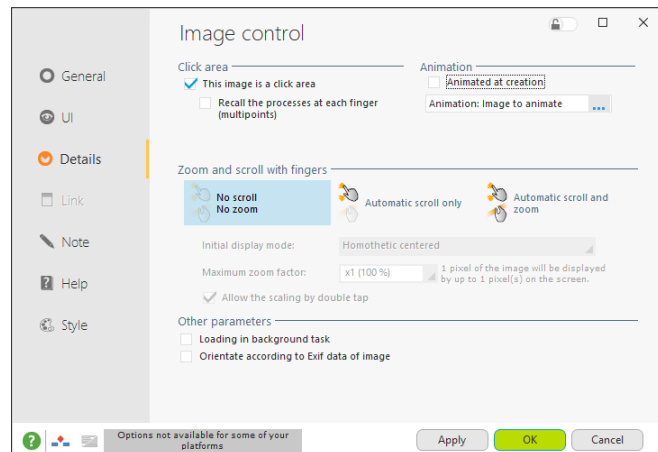 Image control
General
UI
Details
Link
Note
Help
Style
Click area
This image is a click area
Recall the processes at each finger
(multipoints)
Animation
Animated at creation
Animation: Image to animate
...
Zoom and scroll with fingers
No scroll
No zoom
Automatic scroll only
Automatic scroll and
zoom
Initial display mode:
Homothetic centered
Maximum zoom factor:
x1 (100 %)
1 pixel of the image will be displayed
by up to 1 pixel(s) on the screen.
Allow the scaling by double tap
Other parameters
Loading in background task
Orientate according to Exif data of image
Options not available for some of your
platforms
Apply
OK
Cancel